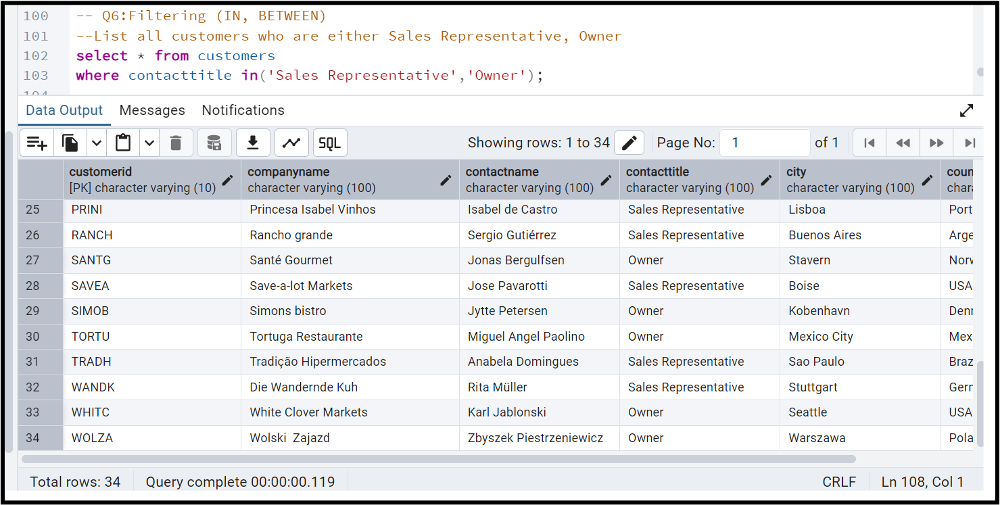 100 -- Q6:Filtering (IN, BETWEEN)
101 --List all customers who are either Sales Representative, Owner
102 select * from customers
103 where contacttitle in('Sales Representative','Owner');
Data Output Messages Notifications
SQL Showing rows: 1 to 34 Page No: 1 of 1
customerid companyname contactname contacttitle city coun
[PK] character varying (10) character varying (100) character varying (100) character varying (100) character varying (100) chara
25 PRINI Princesa Isabel Vinhos Isabel de Castro Sales Representative Lisboa Port
26 RANCH Rancho grande Sergio Gutiérrez Sales Representative Buenos Aires Arge
27 SANTG Santé Gourmet Jonas Bergulfsen Owner Stavern Norw
28 SAVEA Save-a-lot Markets Jose Pavarotti Sales Representative Boise USA
29 SIMOB Simons bistro Jytte Petersen Owner Kobenhavn Denn
30 TORTU Tortuga Restaurante Miguel Angel Paolino Owner Mexico City Mex
31 TRADH Tradição Hipermercados Anabela Domingues Sales Representative Sao Paulo Braz
32 WANDK Die Wandernde Kuh Rita Müller Sales Representative Stuttgart Gern
33 WHITC White Clover Markets Karl Jablonski Owner Seattle USA
34 WOLZA Wolski  Zajazd Zbyszek Piestrzeniewicz Owner Warszawa Pola
Total rows: 34 Query complete 00:00:00.119 CRLF Ln 108, Col 1